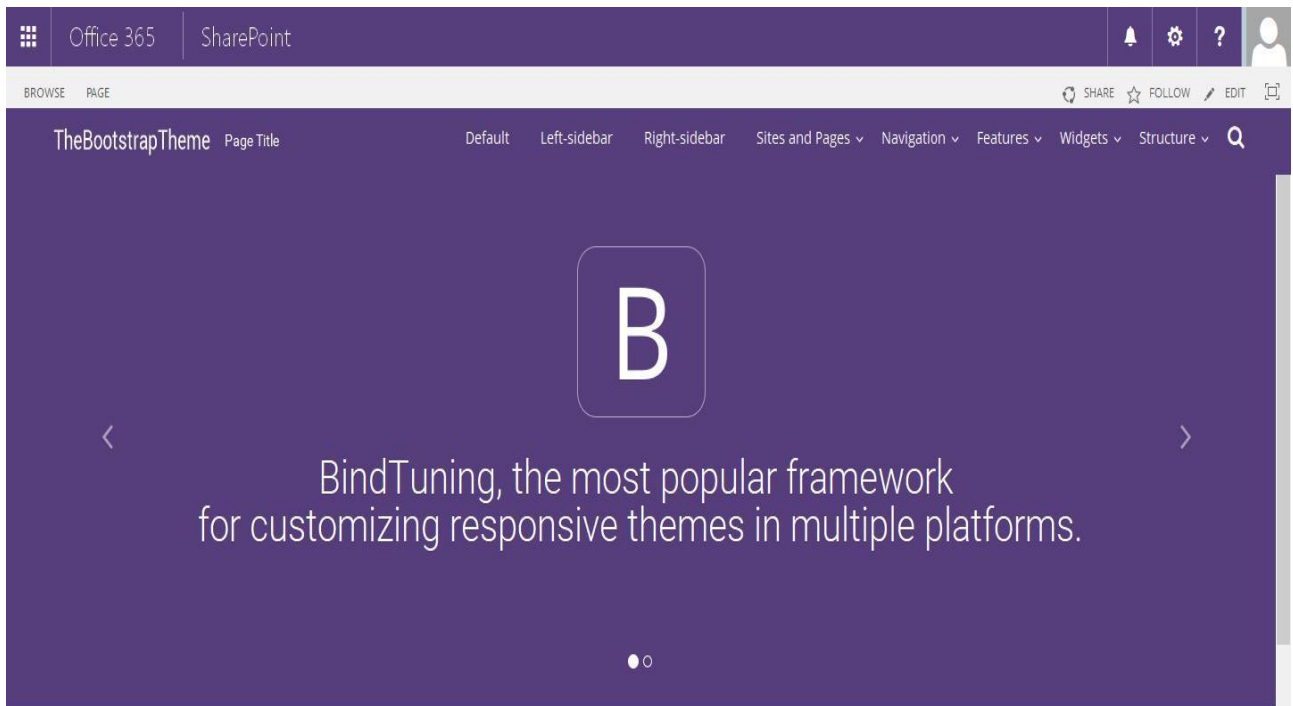 Office 365 SharePoint ?
BROWSE PAGE SHARE FOLLOW EDIT
TheBootstrapTheme Page Title Default Left-sidebar Right-sidebar Sites and Pages Navigation Features Widgets Structure
B
BindTuning, the most popular framework
for customizing responsive themes in multiple platforms.